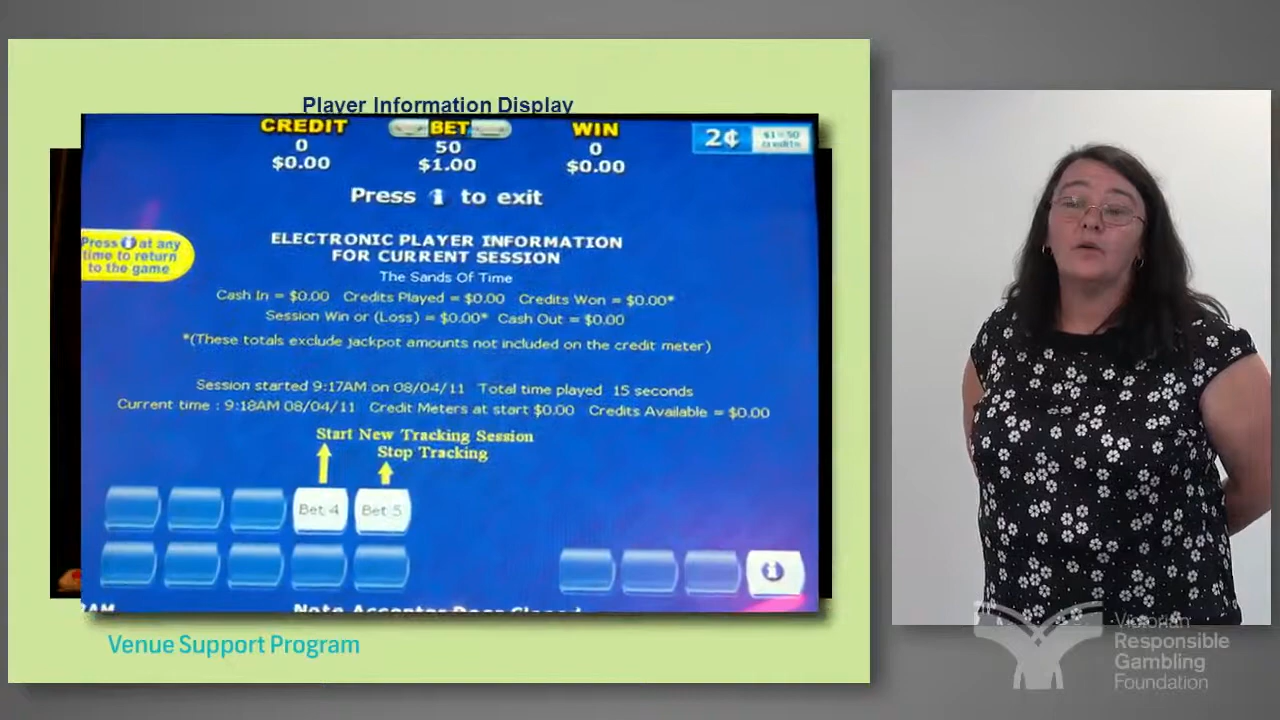 Player Information Display
CREDIT BET WIN
0 50 0
$0.00 $1.00 $0.00
2¢ $1=50 credits
Press i to exit
Press i at any
time to return
to the game
ELECTRONIC PLAYER INFORMATION
FOR CURRENT SESSION
The Sands Of Time
Cash In = $0.00 Credits Played = $0.00 Credits Won = $0.00*
Session Win or (Loss) = $0.00* Cash Out = $0.00
*(These totals exclude jackpot amounts not included on the credit meter)
Session started 9:17AM on 08/04/11 Total time played 15 seconds
Current time : 9:18AM 08/04/11 Credit Meters at start $0.00 Credits Available = $0.00
Start New Tracking Session
Stop Tracking
Bet 4 Bet 5
i
Note Acceptor Door Closed
Venue Support Program
Victorian
Responsible
Gambling
Foundation